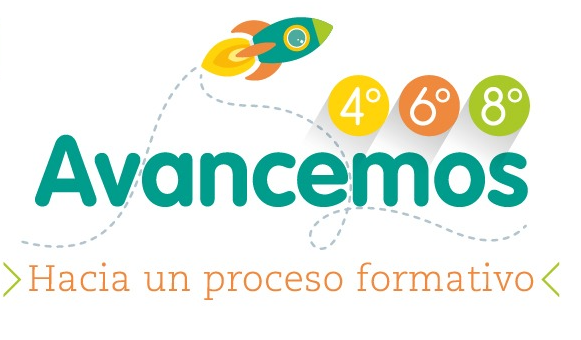 4° 6° 8°
Avancemos
Hacia un proceso formativo